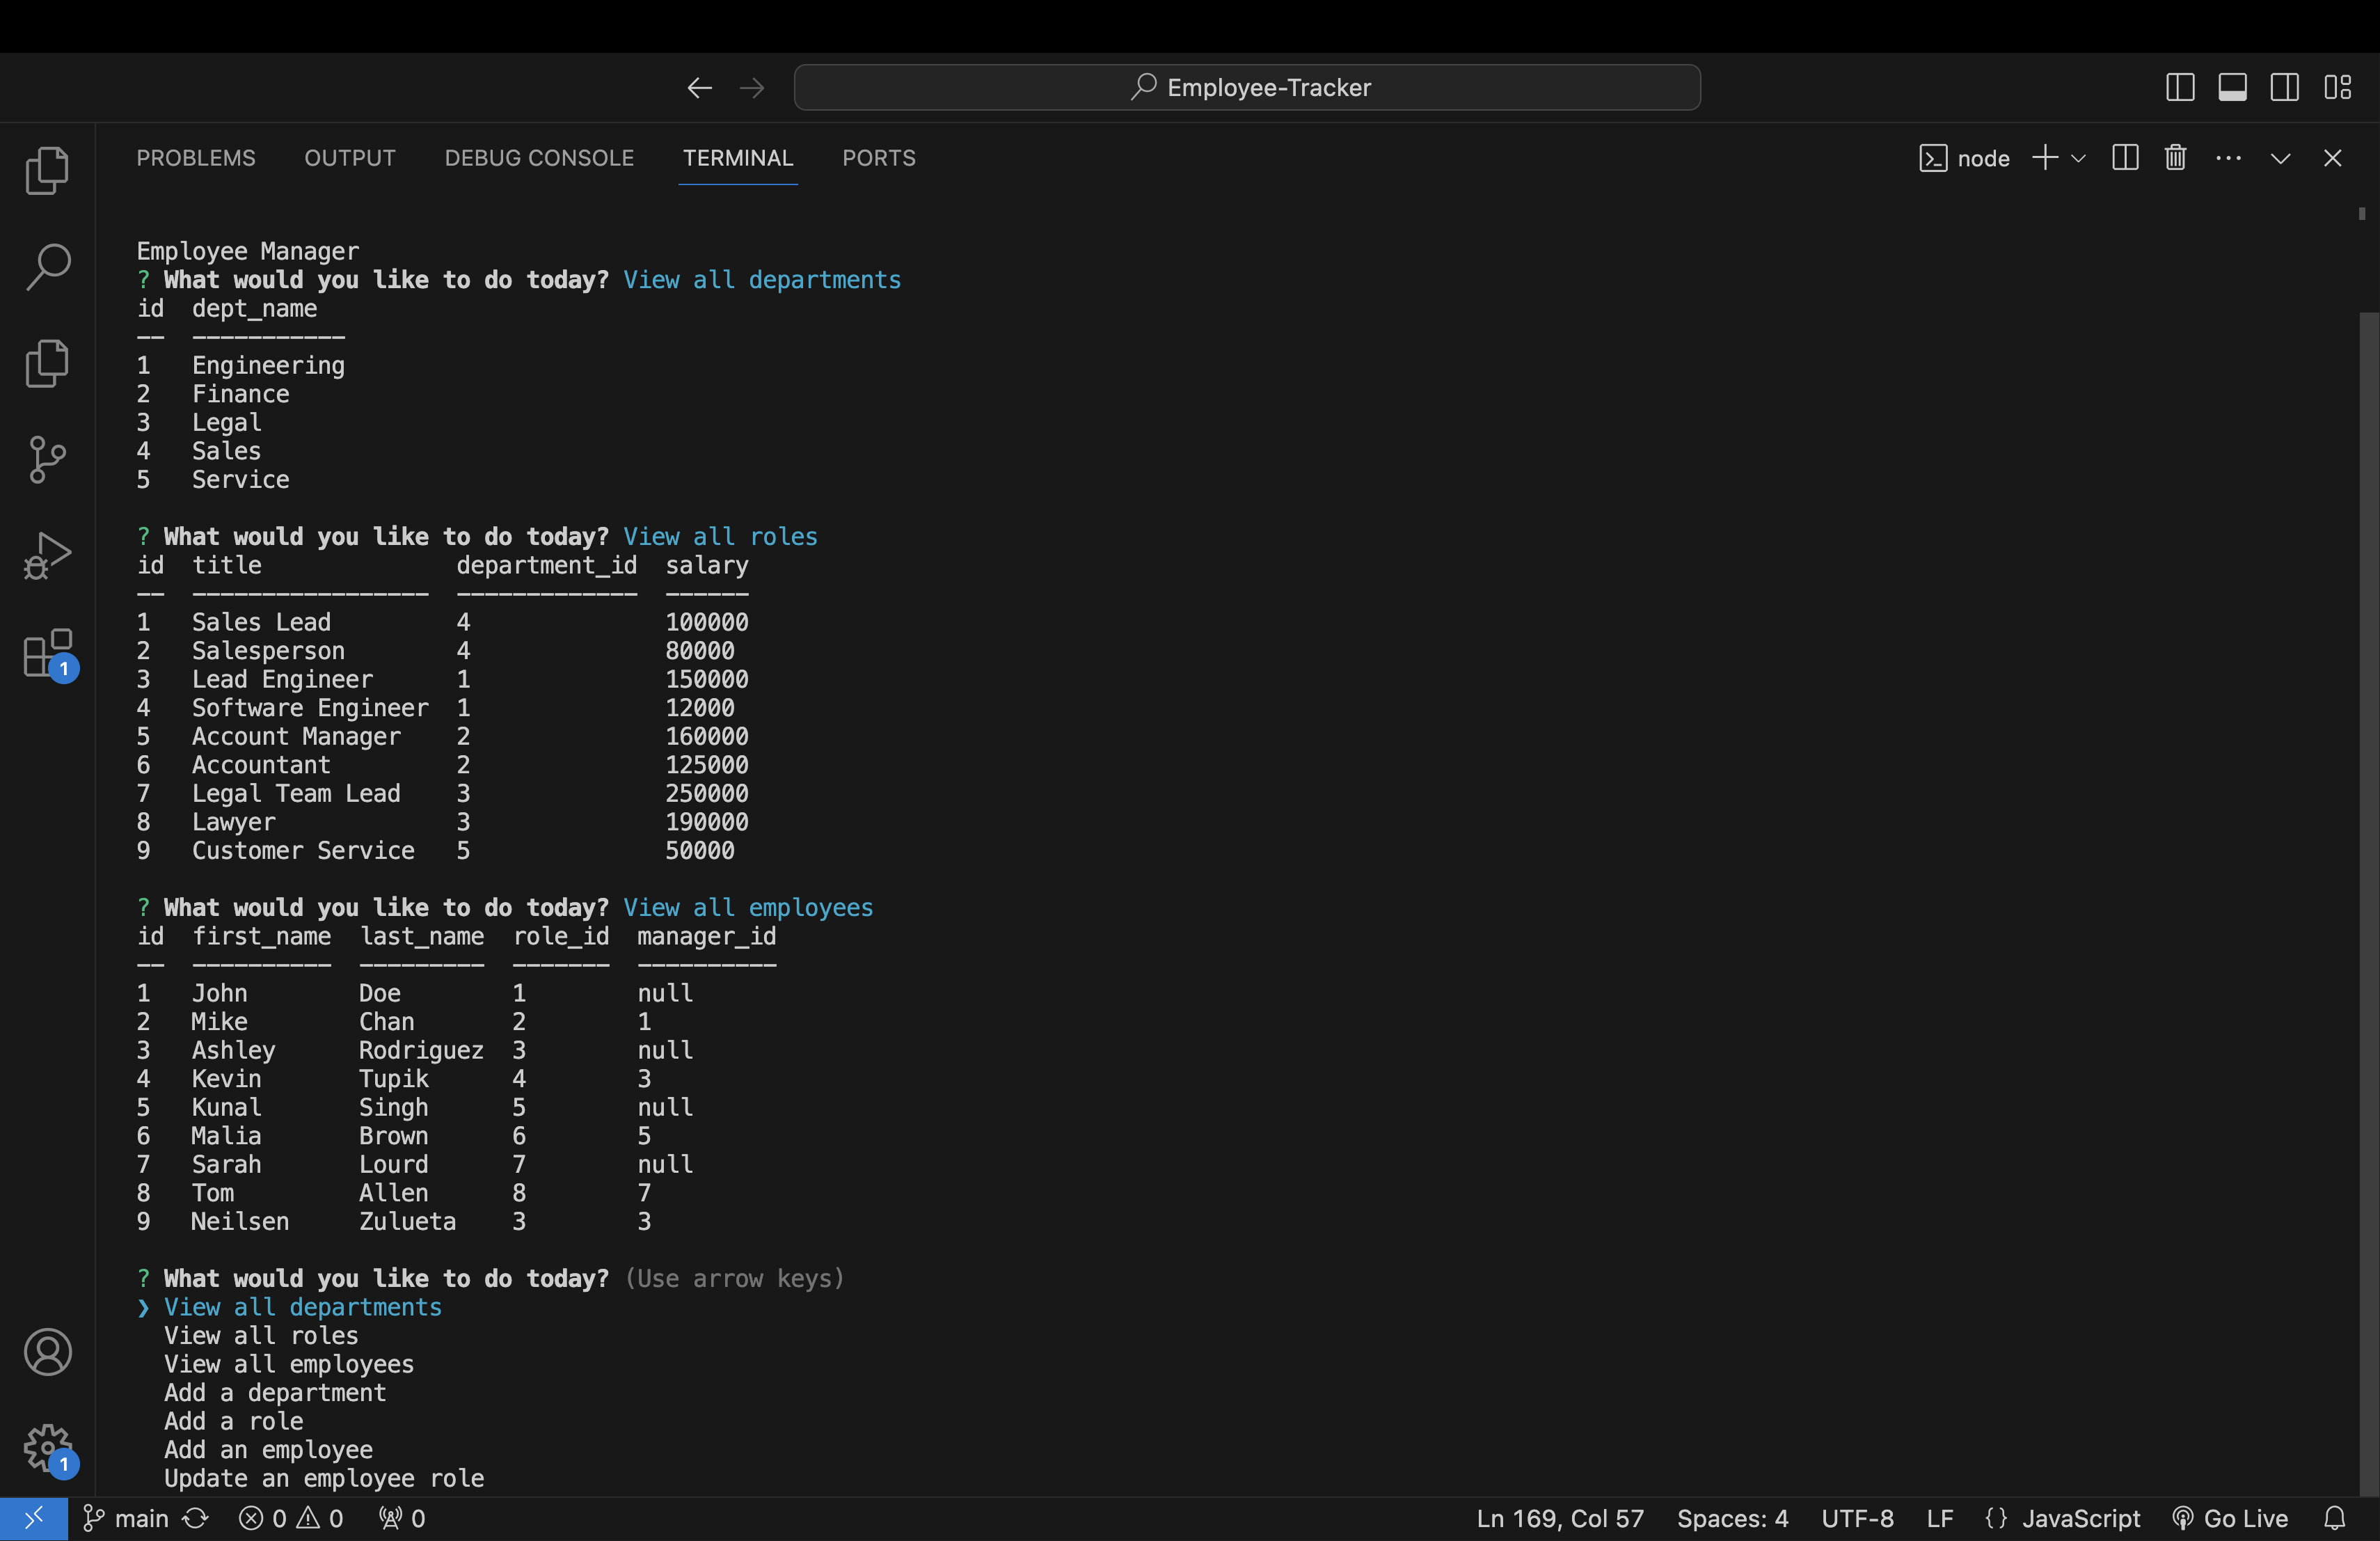 Employee-Tracker
PROBLEMS OUTPUT DEBUG CONSOLE TERMINAL PORTS node
Employee Manager
? What would you like to do today? View all departments
id  dept_name
--  -----------
1   Engineering
2   Finance
3   Legal
4   Sales
5   Service
? What would you like to do today? View all roles
id  title              department_id  salary
--  -----------------  -------------  ------
1   Sales Lead         4              100000
2   Salesperson        4              80000
3   Lead Engineer      1              150000
4   Software Engineer  1              12000
5   Account Manager    2              160000
6   Accountant         2              125000
7   Legal Team Lead    3              250000
8   Lawyer             3              190000
9   Customer Service   5              50000
? What would you like to do today? View all employees
id  first_name  last_name  role_id  manager_id
--  ----------  ---------  -------  ----------
1   John        Doe        1        null
2   Mike        Chan       2        1
3   Ashley      Rodriguez  3        null
4   Kevin       Tupik      4        3
5   Kunal       Singh      5        null
6   Malia       Brown      6        5
7   Sarah       Lourd      7        null
8   Tom         Allen      8        7
9   Neilsen     Zulueta    3        3
? What would you like to do today? (Use arrow keys)
❯ View all departments
  View all roles
  View all employees
  Add a department
  Add a role
  Add an employee
  Update an employee role
1
1
main 0 0 0 Ln 169, Col 57 Spaces: 4 UTF-8 LF {} JavaScript Go Live